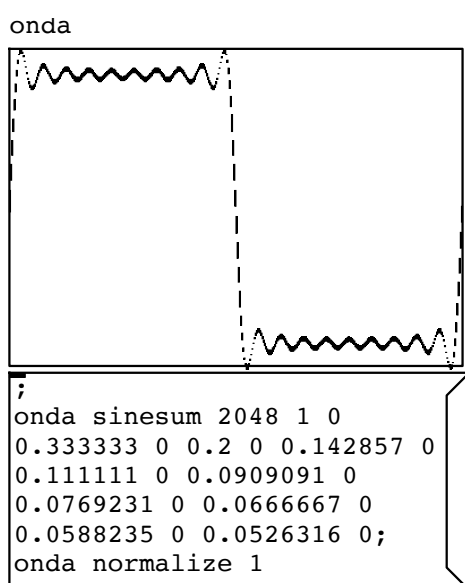 onda
;
onda sinesum 2048 1 0
0.333333 0 0.2 0 0.142857 0
0.111111 0 0.0909091 0
0.0769231 0 0.0666667 0
0.0588235 0 0.0526316 0;
onda normalize 1